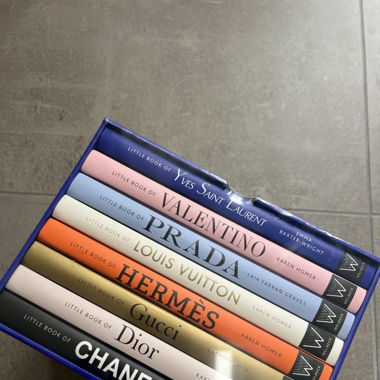 LITTLE BOOK OF YVES SAINT LAURENT EMMA BAXTER-WRIGHT
LITTLE BOOK OF VALENTINO KAREN HOMER
LITTLE BOOK OF PRADA LAIA FARRAN GRAVES
LITTLE BOOK OF LOUIS VUITTON KAREN HOMER
LITTLE BOOK OF HERMÈS KAREN HOMER
LITTLE BOOK OF Gucci KAREN HOMER
LITTLE BOOK OF Dior
LITTLE BOOK OF CHANEL